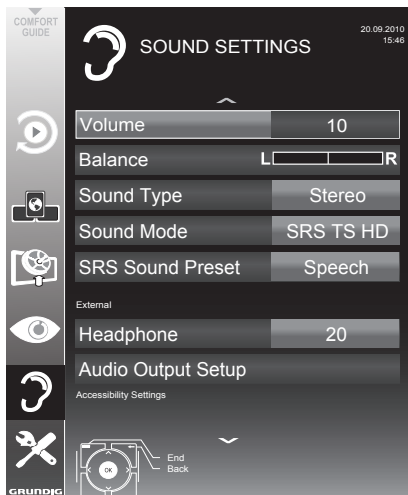 COMFORT
GUIDE
SOUND SETTINGS
20.09.2010
15:46
Volume 10
Balance L R
Sound Type Stereo
Sound Mode SRS TS HD
SRS Sound Preset Speech
External
Headphone 20
Audio Output Setup
Accessibility Settings
OK
End
Back
GRUNDIG